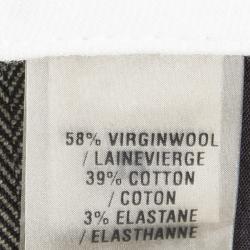 58% VIRGINWOOL
/ LAINEVIERGE
39% COTTON
/ COTON
3% ELASTANE
/ ELASTHANNE